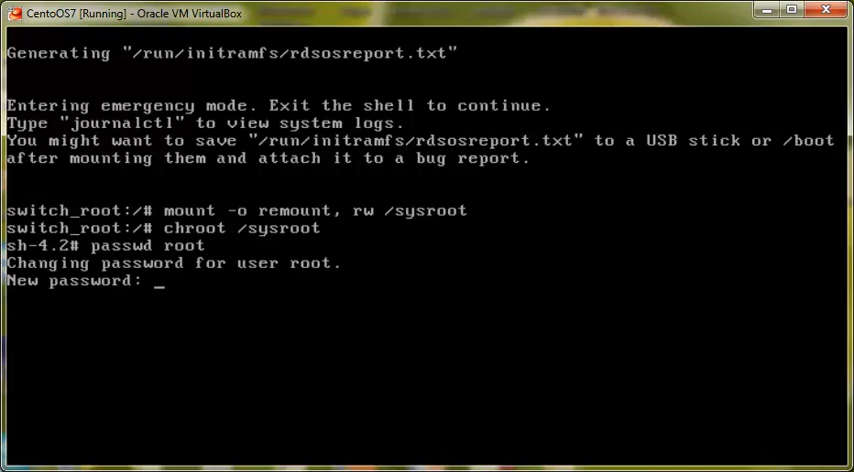 CentOS7 [Running] - Oracle VM VirtualBox
Generating "/run/initramfs/rdsosreport.txt"
Entering emergency mode. Exit the shell to continue.
Type "journalctl" to view system logs.
You might want to save "/run/initramfs/rdsosreport.txt" to a USB stick or /boot
after mounting them and attach it to a bug report.
switch_root:/# mount -o remount, rw /sysroot
switch_root:/# chroot /sysroot
sh-4.2# passwd root
Changing password for user root.
New password: _